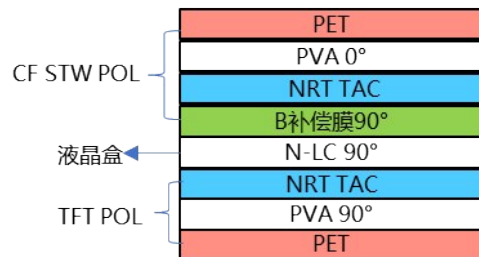 PET
PVA 0°
CF STW POL
NRT TAC
B补偿膜90°
液晶盒
N-LC 90°
NRT TAC
TFT POL
PVA 90°
PET